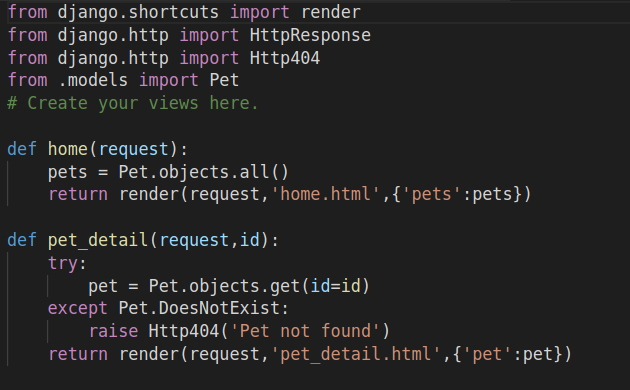 from django.shortcuts import render
from django.http import HttpResponse
from django.http import Http404
from .models import Pet
# Create your views here.

def home(request):
    pets = Pet.objects.all()
    return render(request,'home.html',{'pets':pets})

def pet_detail(request,id):
    try:
        pet = Pet.objects.get(id=id)
    except Pet.DoesNotExist:
        raise Http404('Pet not found')
    return render(request,'pet_detail.html',{'pet':pet})